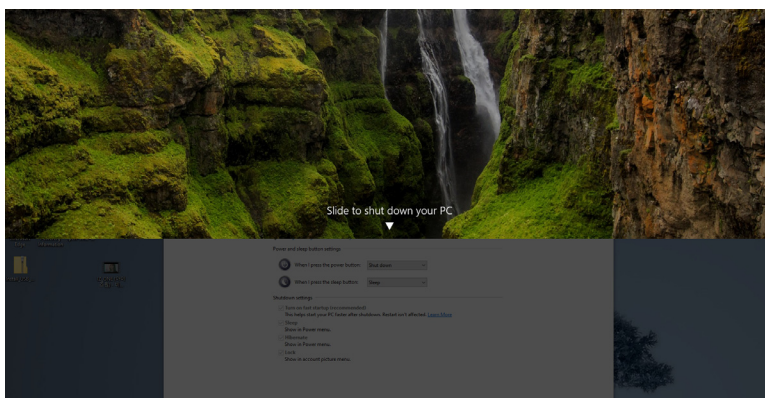 Slide to shut down your PC
Power and sleep button settings
When I press the power button: Shut down
When I press the sleep button: Sleep
Shutdown settings
Turn on fast startup (recommended)
This helps start your PC faster after shutdown. Restart isn't affected. Learn More
Sleep
Show in Power menu.
Hibernate
Show in Power menu.
Lock
Show in account picture menu.